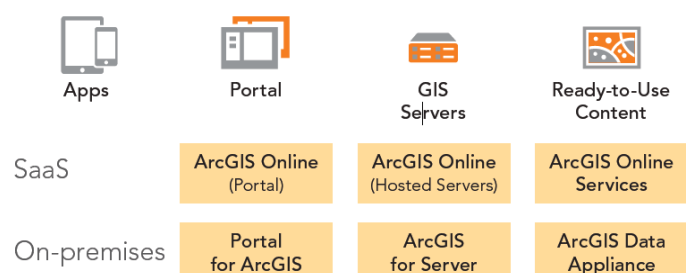 Apps
Portal
GIS
Servers
Ready-to-Use
Content
SaaS
ArcGIS Online
(Portal)
ArcGIS Online
(Hosted Servers)
ArcGIS Online
Services
On-premises
Portal
for ArcGIS
ArcGIS
for Server
ArcGIS Data
Appliance